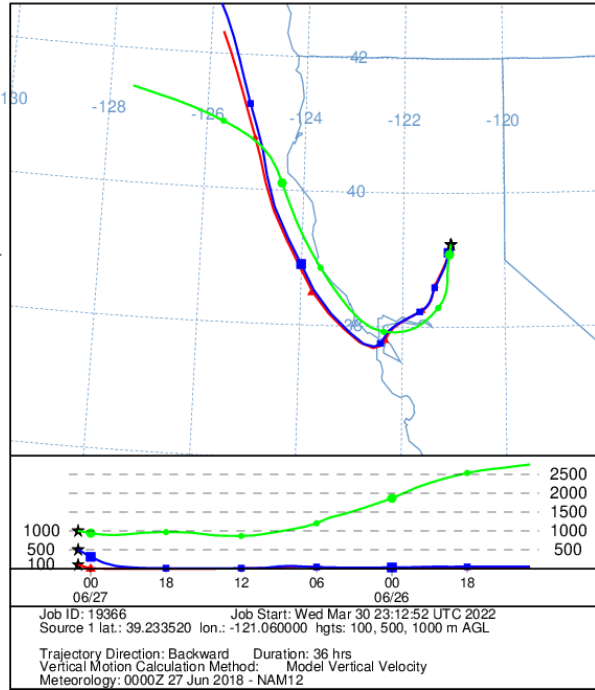 42
-130
-128
-126
-124
-122
-120
40
38
2500
2000
1500
1000 1000
500 500
100
00 18 12 06 00 18
06/27 06/26
Job ID: 19366 Job Start: Wed Mar 30 23:12:52 UTC 2022
Source 1 lat.: 39.233520 lon.: -121.060000 hgts: 100, 500, 1000 m AGL
Trajectory Direction: Backward Duration: 36 hrs
Vertical Motion Calculation Method: Model Vertical Velocity
Meteorology: 0000Z 27 Jun 2018 - NAM12